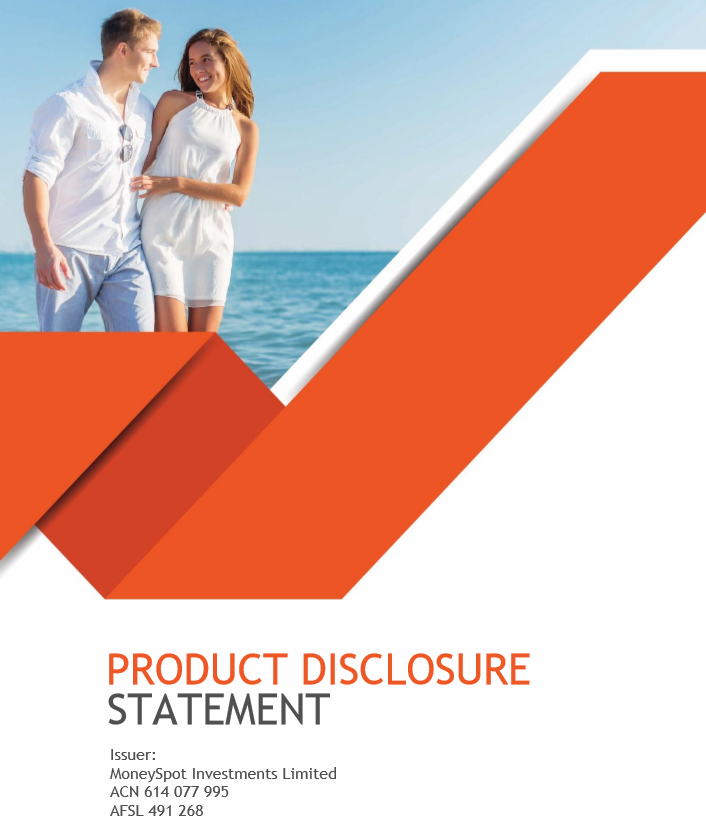 PRODUCT DISCLOSURE
STATEMENT
Issuer:
MoneySpot Investments Limited
ACN 614 077 995
AFSL 491 268